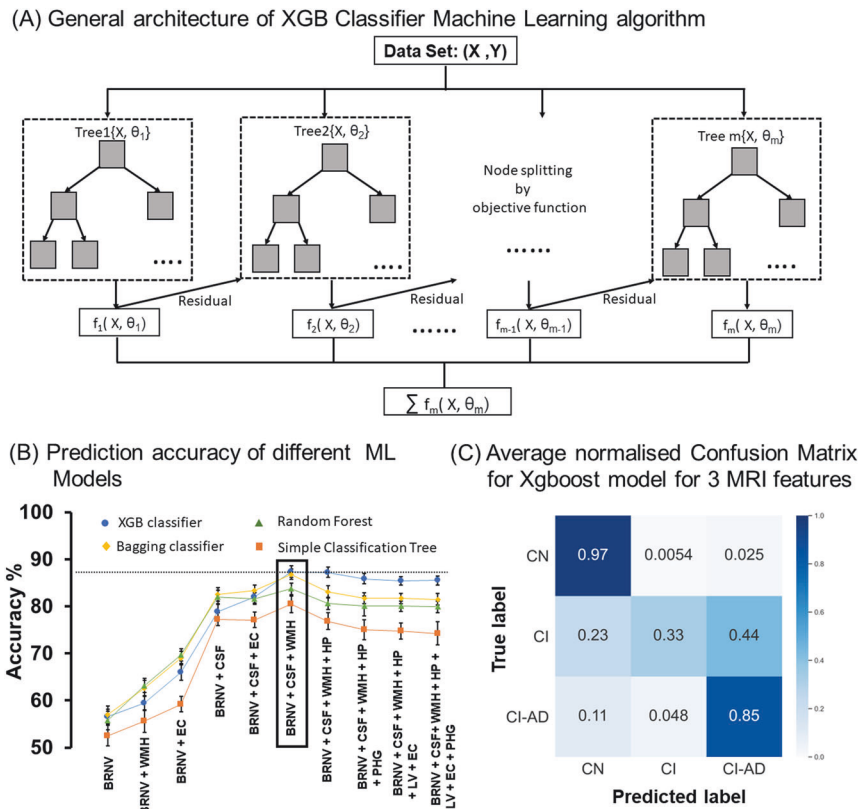 (A) General architecture of XGB Classifier Machine Learning algorithm
Data Set: (X ,Y)
Tree1{X, θ₁}
Tree2{X, θ₂}
Tree m{X, θₘ}
Node splitting
by
objective function
......
....
....
....
Residual
Residual
Residual
f₁( X, θ₁)
f₂( X, θ₂)
......
fₘ₋₁( X, θₘ₋₁)
fₘ( X, θₘ)
∑ fₘ( X, θₘ)
(B) Prediction accuracy of different ML
Models
Accuracy %
100
90
80
70
60
50
XGB classifier
Random Forest
Bagging classifier
Simple Classification Tree
BRNV
BRNV + WMH
BRNV + EC
BRNV + CSF
BRNV + CSF + EC
BRNV + CSF + WMH
BRNV + CSF + WMH + HP
BRNV + CSF + WMH + HP
+ PHG
BRNV + CSF + WMH + HP
+ LV + EC
BRNV + CSF+ WMH + HP +
LV + EC + PHG
(C) Average normalised Confusion Matrix
for Xgboost model for 3 MRI features
True label
CN
0.97
0.0054
0.025
CI
0.23
0.33
0.44
CI-AD
0.11
0.048
0.85
CN
CI
CI-AD
Predicted label
1.0
0.8
0.6
0.4
0.2
0.0